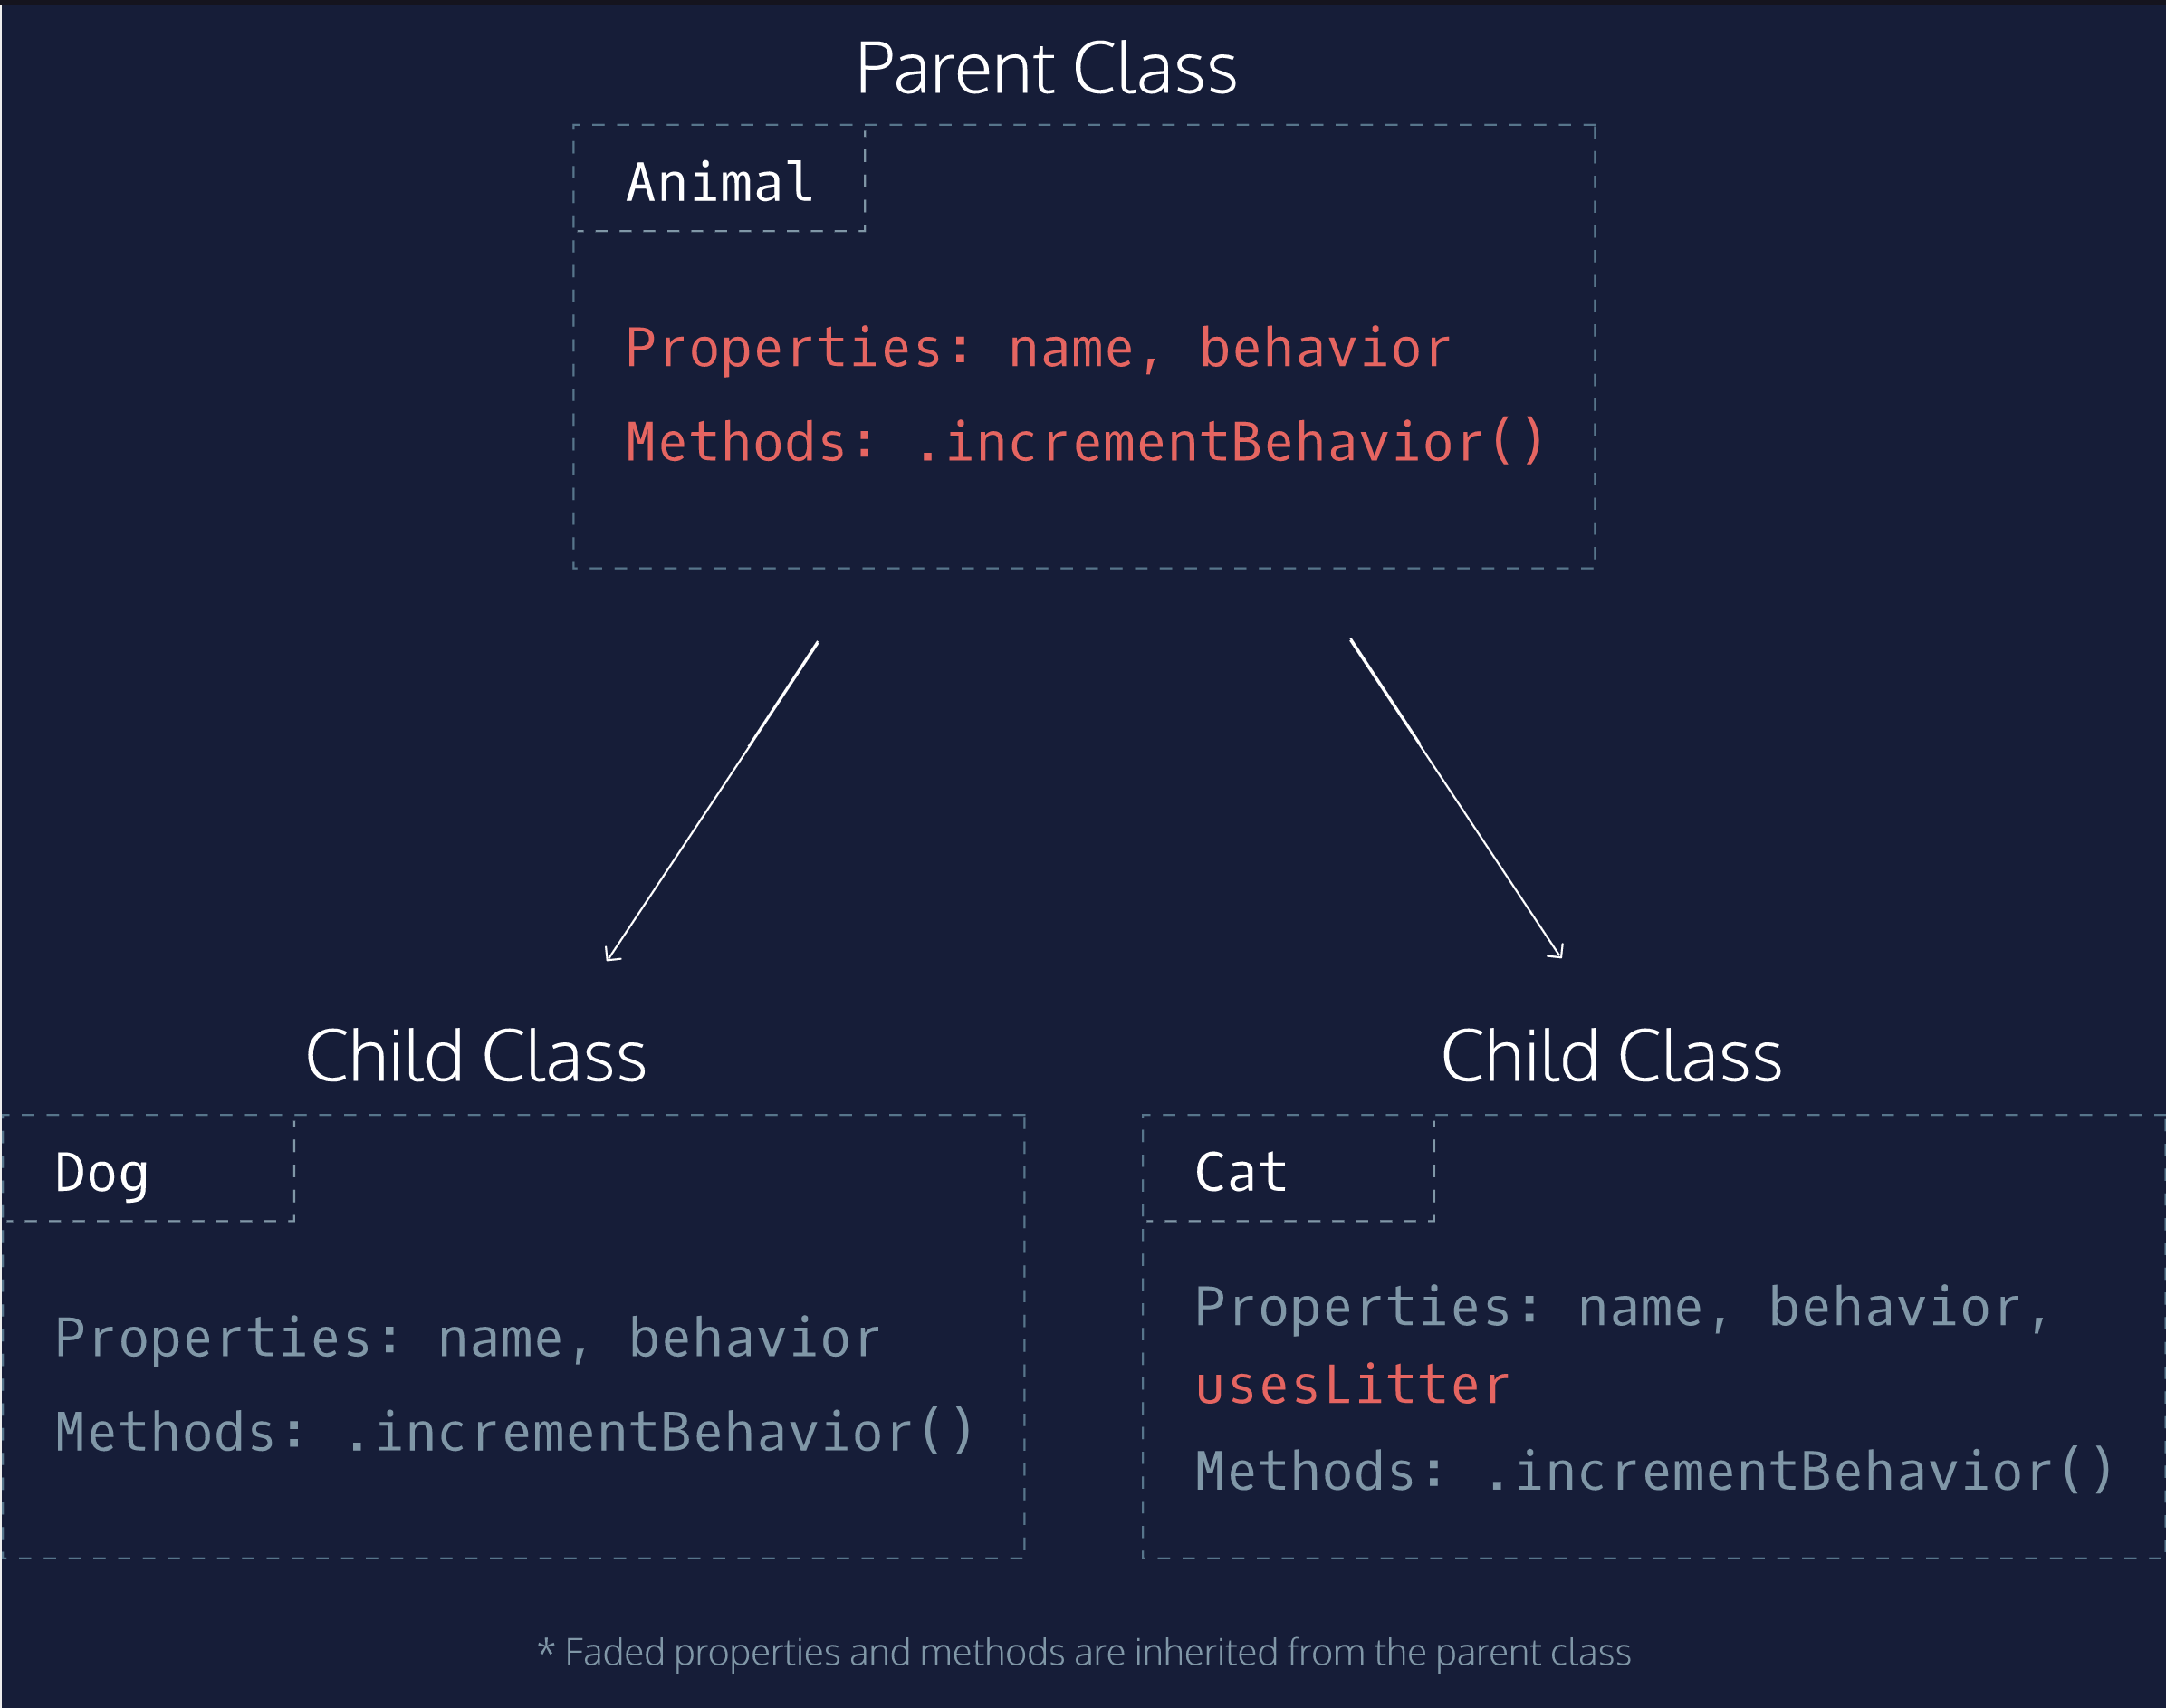 Parent Class
Animal
Properties: name, behavior
Methods: .incrementBehavior()
Child Class
Dog
Properties: name, behavior
Methods: .incrementBehavior()
Child Class
Cat
Properties: name, behavior,
usesLitter
Methods: .incrementBehavior()
* Faded properties and methods are inherited from the parent class